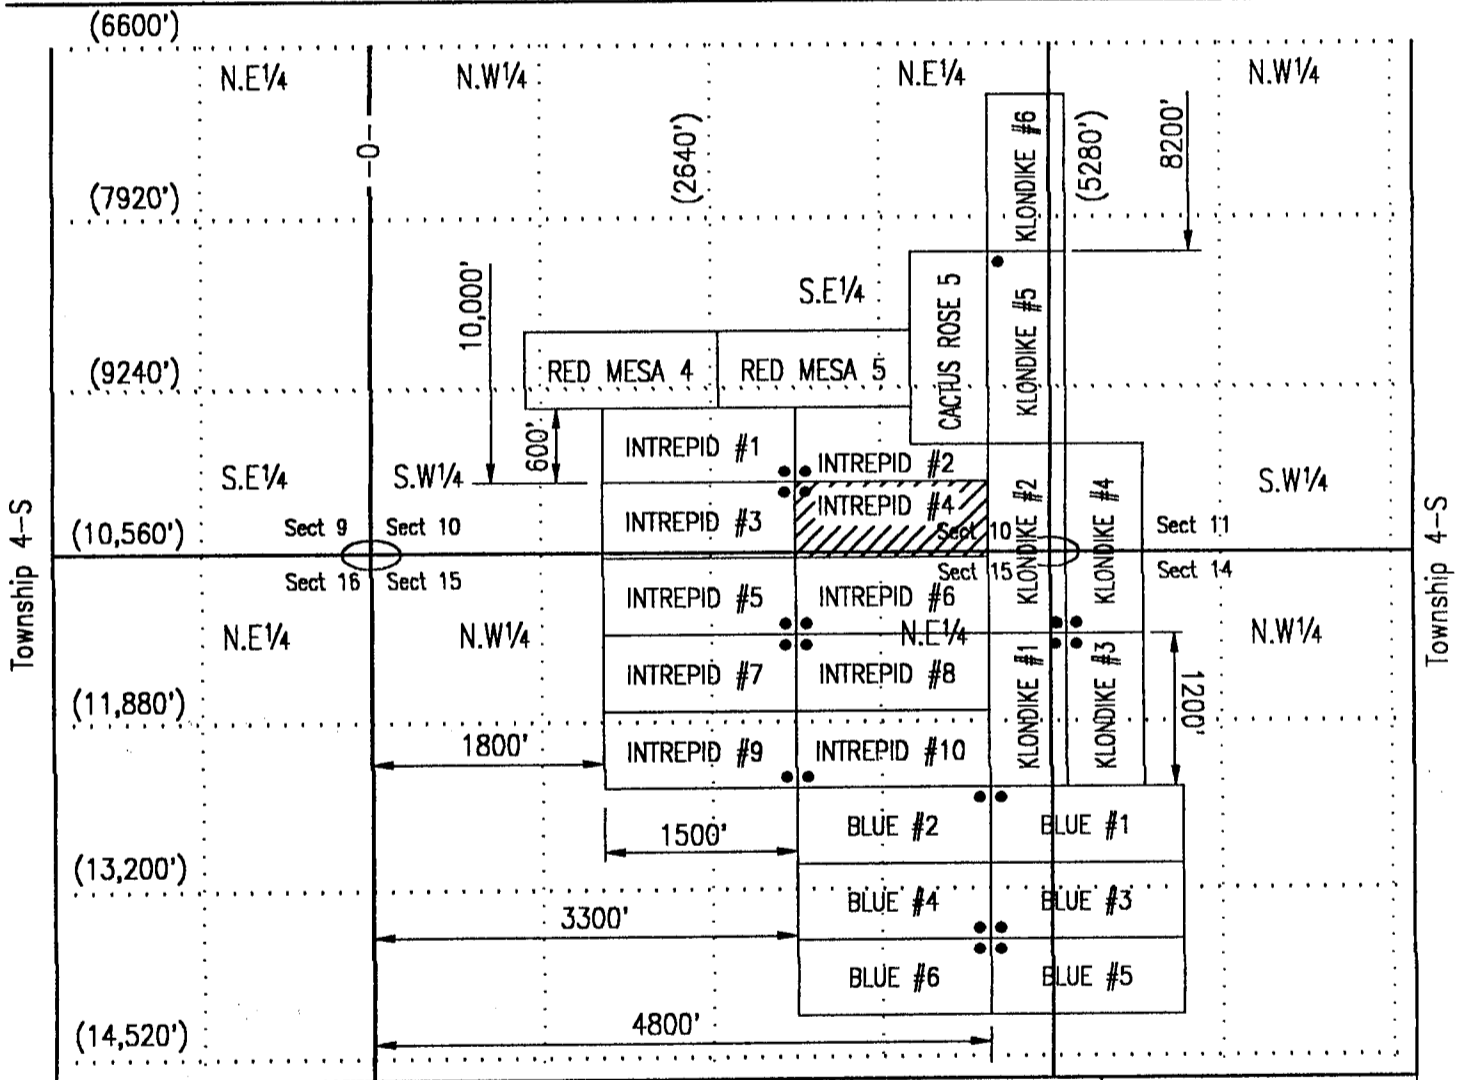 (6600')
N.E1/4
N.W1/4
N.E1/4
N.W1/4
-0-
(2640')
KLONDIKE #6
(5280')
8200'
(7920')
10,000'
S.E1/4
CACTUS ROSE 5
KLONDIKE #5
RED MESA 4
RED MESA 5
(9240')
600'
INTREPID #1
INTREPID #2
S.E1/4
S.W1/4
KLONDIKE #2
KLONDIKE #4
S.W1/4
INTREPID #3
INTREPID #4
(10,560')
Sect 9
Sect 10
Sect 10
Sect 11
Sect 16
Sect 15
Sect 15
Sect 14
Township 4-S
Township 4-S
INTREPID #5
INTREPID #6
N.E1/4
N.W1/4
N.E1/4
N.W1/4
INTREPID #7
INTREPID #8
KLONDIKE #1
KLONDIKE #3
1200'
(11,880')
1800'
INTREPID #9
INTREPID #10
1500'
BLUE #2
BLUE #1
(13,200')
BLUE #4
BLUE #3
3300'
BLUE #6
BLUE #5
4800'
(14,520')